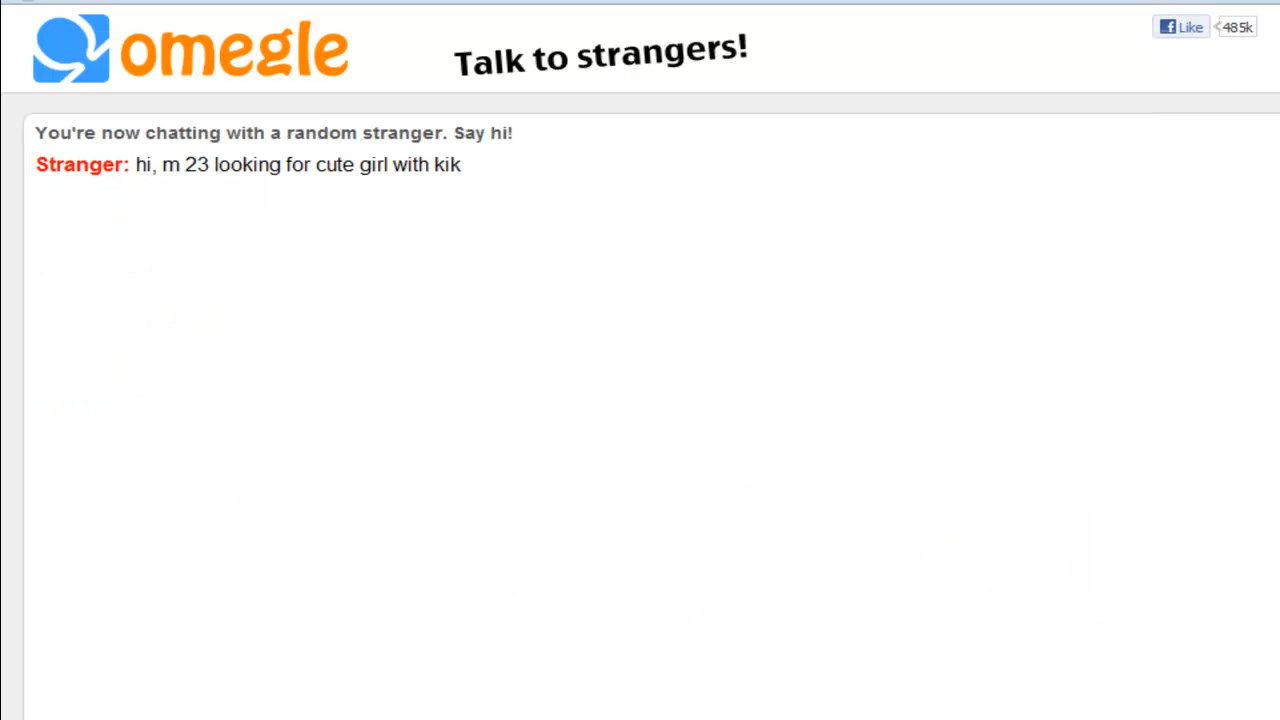 omegle
Talk to strangers!
Like
485k
You're now chatting with a random stranger. Say hi!
Stranger: hi, m 23 looking for cute girl with kik